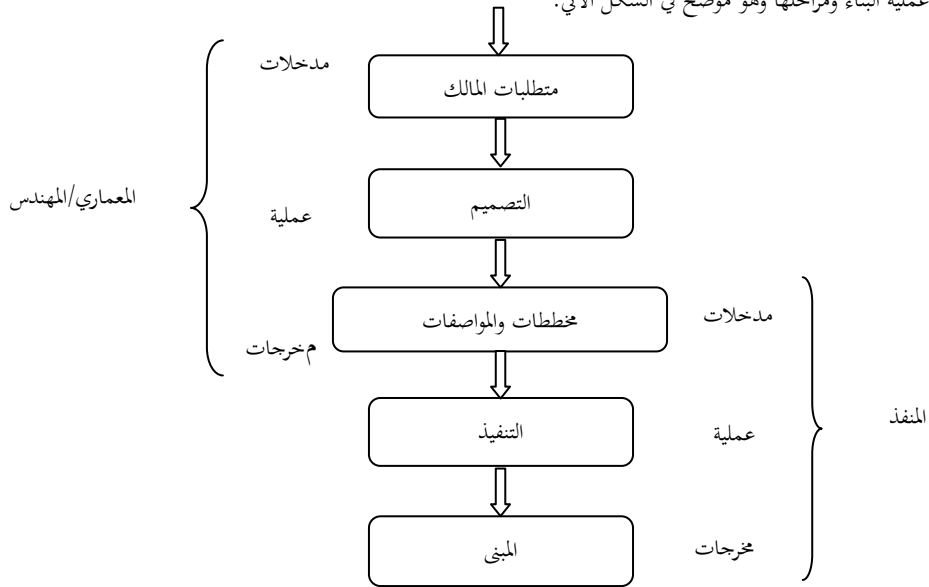 عملية البناء ومراحلها وهو موضح في الشكل الآتي:
مدخلات
متطلبات المالك
المعماري/المهندس
عملية
التصميم
مدخلات
مخططات والمواصفات
مخرجات
المنفذ
عملية
التنفيذ
مخرجات
المبنى